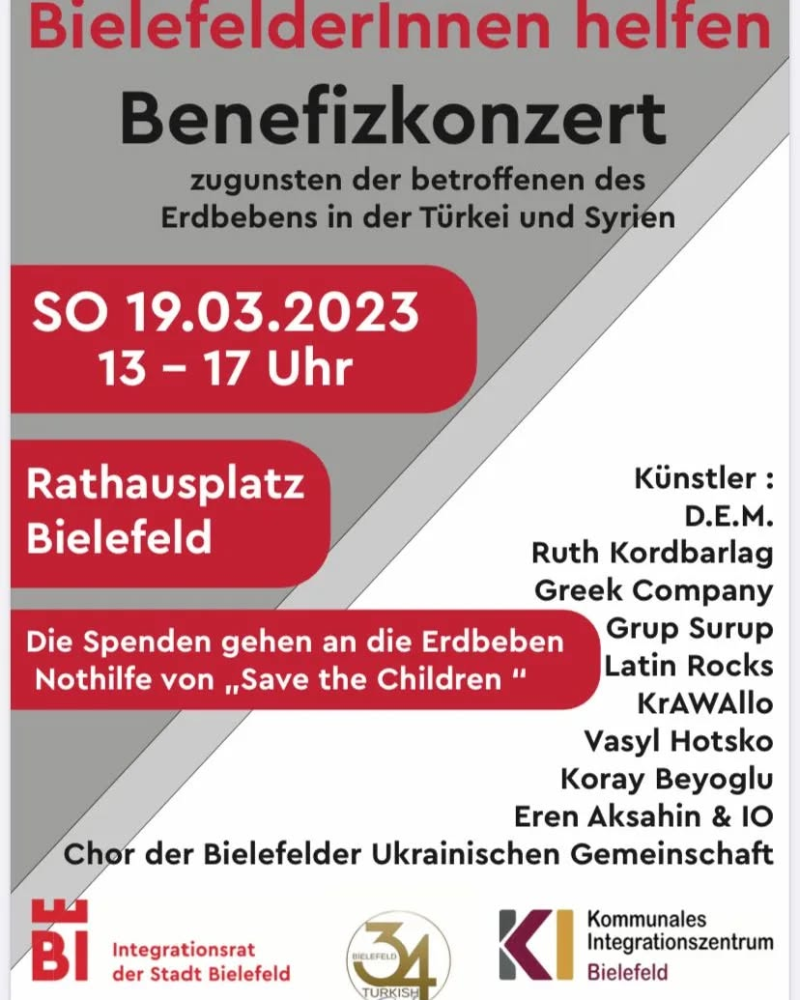 BielefelderInnen helfen
Benefizkonzert
zugunsten der betroffenen des
Erdbebens in der Türkei und Syrien
SO 19.03.2023
13 – 17 Uhr
Rathausplatz
Bielefeld
Die Spenden gehen an die Erdbeben
Nothilfe von „Save the Children “
Künstler :
D.E.M.
Ruth Kordbarlag
Greek Company
Grup Surup
Latin Rocks
KrAWAllo
Vasyl Hotsko
Koray Beyoglu
Eren Aksahin & IO
Chor der Bielefelder Ukrainischen Gemeinschaft
BIE
Integrationsrat
der Stadt Bielefeld
34
BIELEFELD
TURKISH
KI
Kommunales
Integrationszentrum
Bielefeld